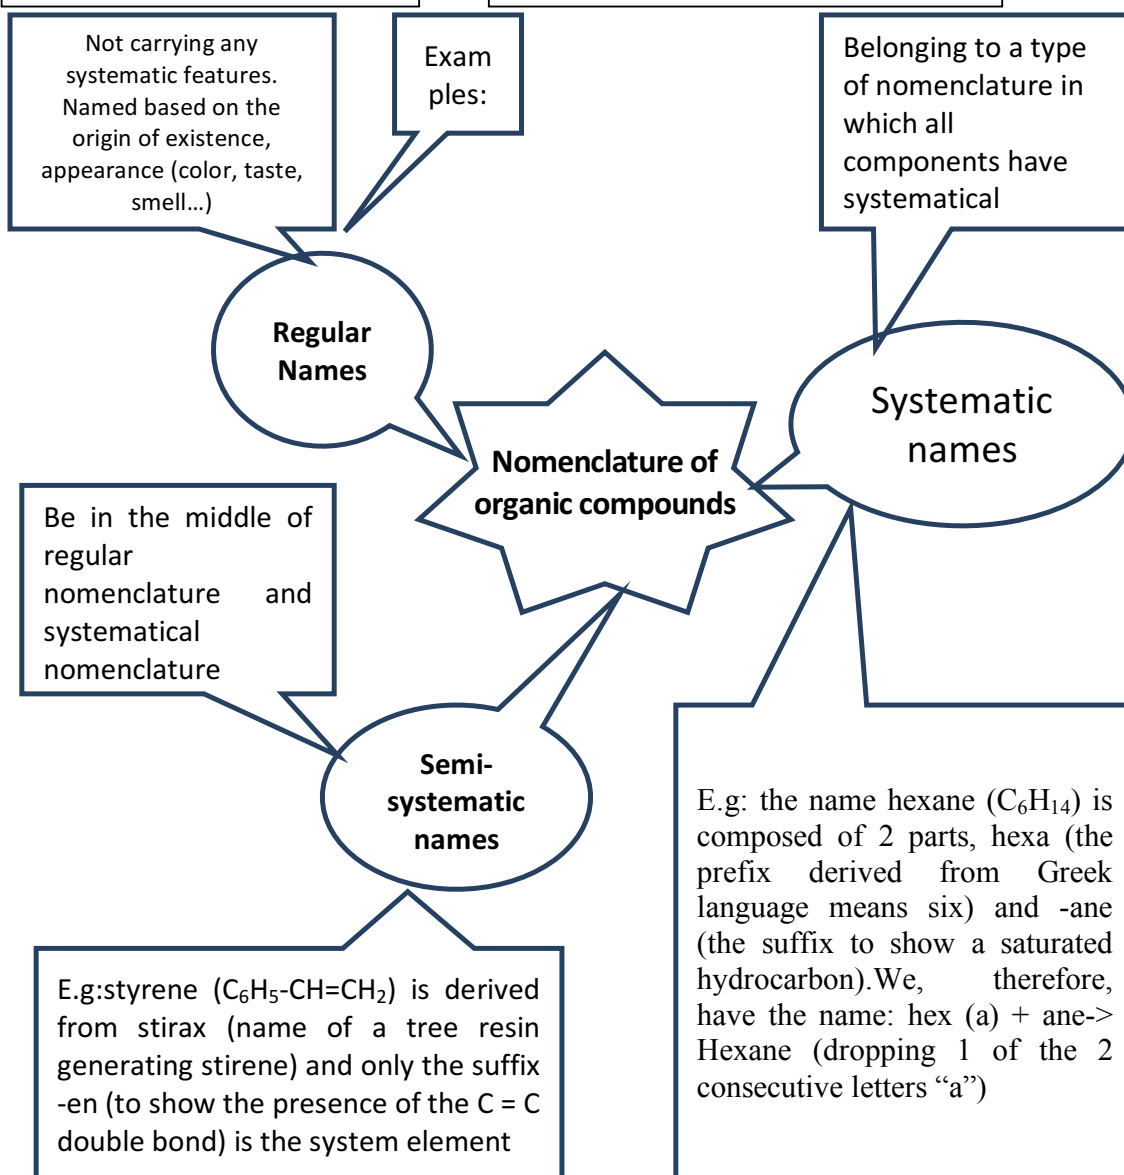 Not carrying any
systematic features.
Named based on the
origin of existence,
appearance (color, taste,
smell...)
Exam
ples:
Belonging to a type
of nomenclature in
which all
components have
systematical
Regular
Names
Systematic
names
Nomenclature of
organic compounds
Be in the middle of
regular
nomenclature and
systematical
nomenclature
Semi-
systematic
names
E.g: the name hexane (C₆H₁₄) is
composed of 2 parts, hexa (the
prefix derived from Greek
language means six) and -ane
(the suffix to show a saturated
hydrocarbon).We, therefore,
have the name: hex (a) + ane->
Hexane (dropping 1 of the 2
consecutive letters “a”)
E.g:styrene (C₆H₅-CH=CH₂) is derived
from stirax (name of a tree resin
generating stirene) and only the suffix
-en (to show the presence of the C = C
double bond) is the system element